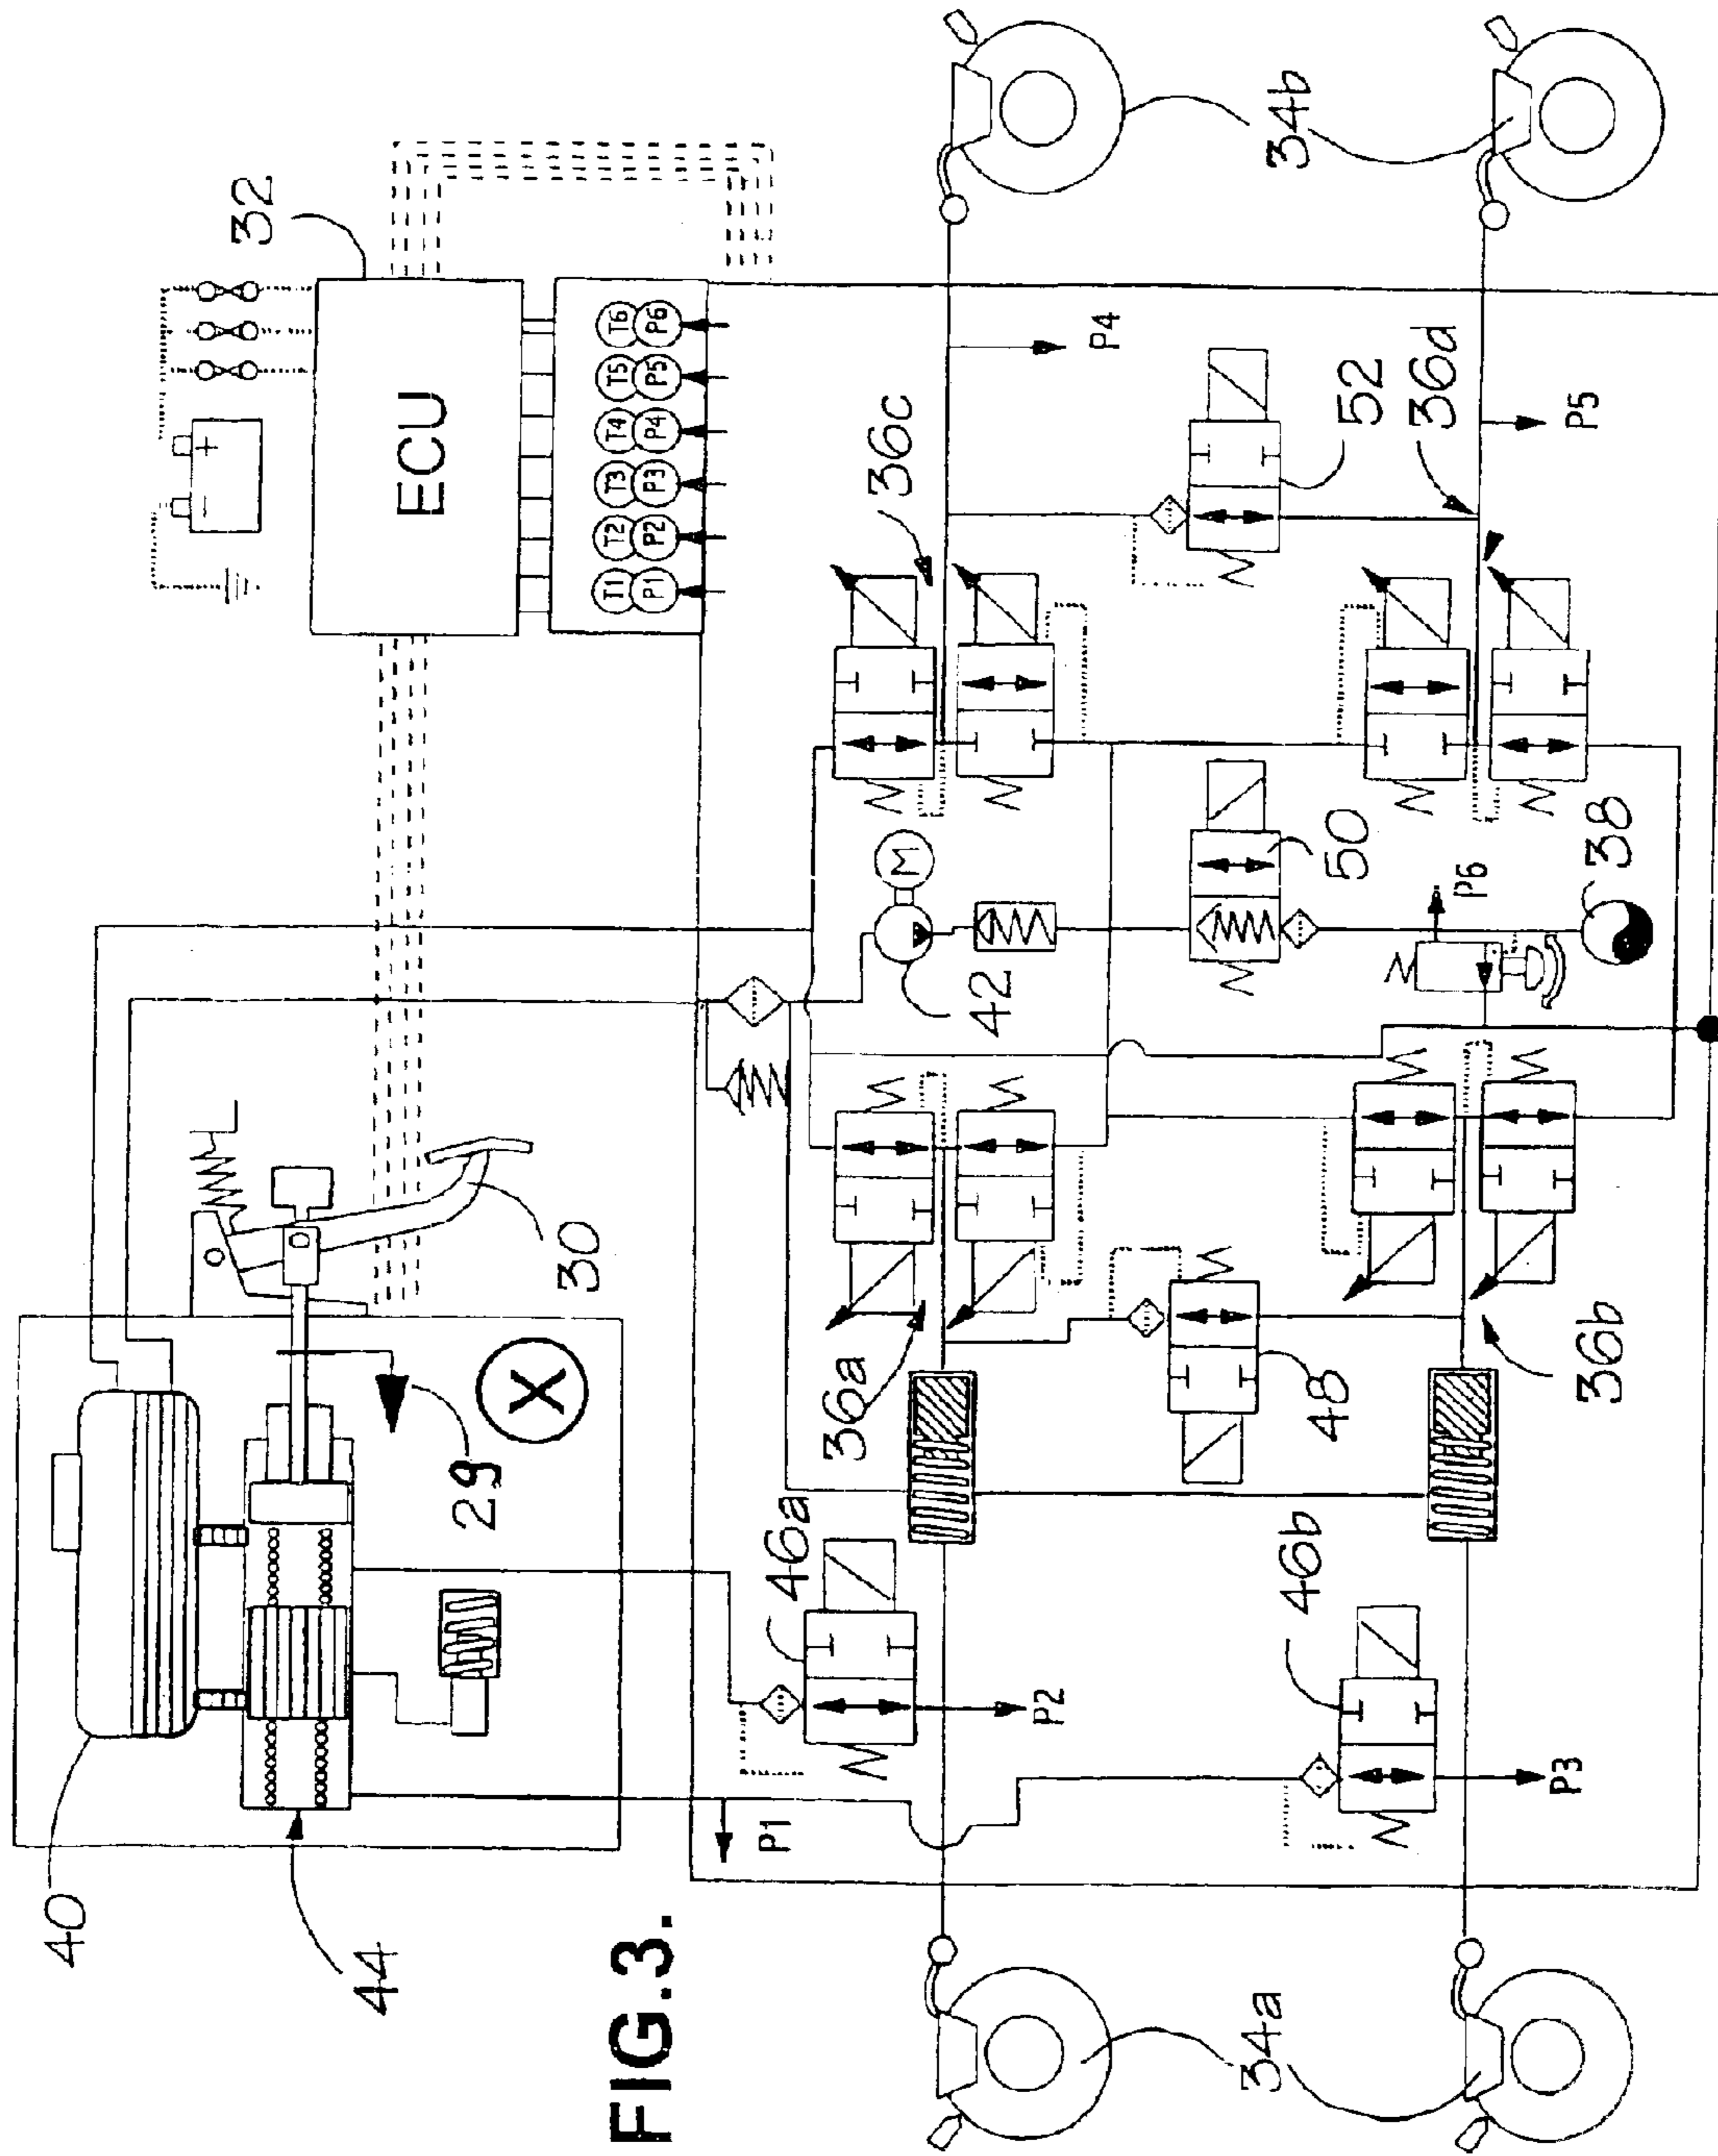 40
44
29
X
30
32
+
−
ECU
T1 T2 T3 T4 T5 T6
P1 P2 P3 P4 P5 P6
FIG.3.
P1
46a
P2
36a
42
M
36c
P4
34b
48
50
52
46b
P3
36b
P6
38
36d
P5
34a